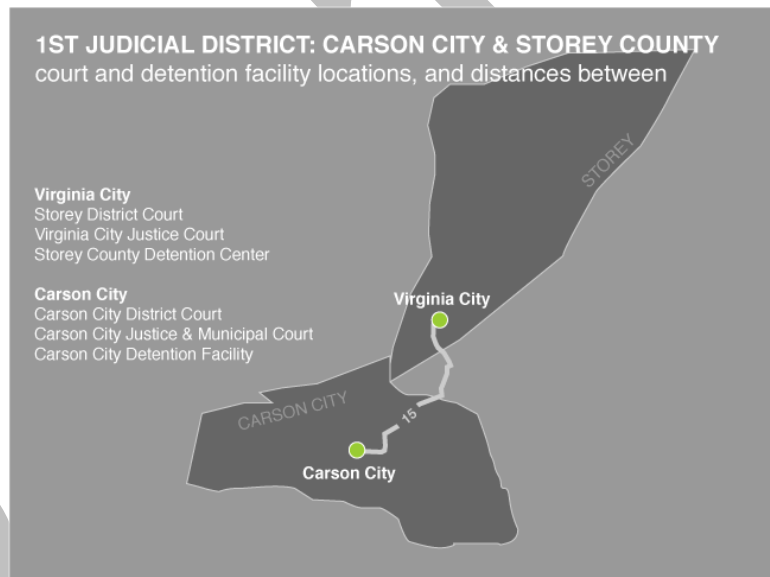 1ST JUDICIAL DISTRICT: CARSON CITY & STOREY COUNTY
court and detention facility locations, and distances between
STOREY
Virginia City
Storey District Court
Virginia City Justice Court
Storey County Detention Center
Carson City
Carson City District Court
Carson City Justice & Municipal Court
Carson City Detention Facility
Virginia City
CARSON CITY
15
Carson City